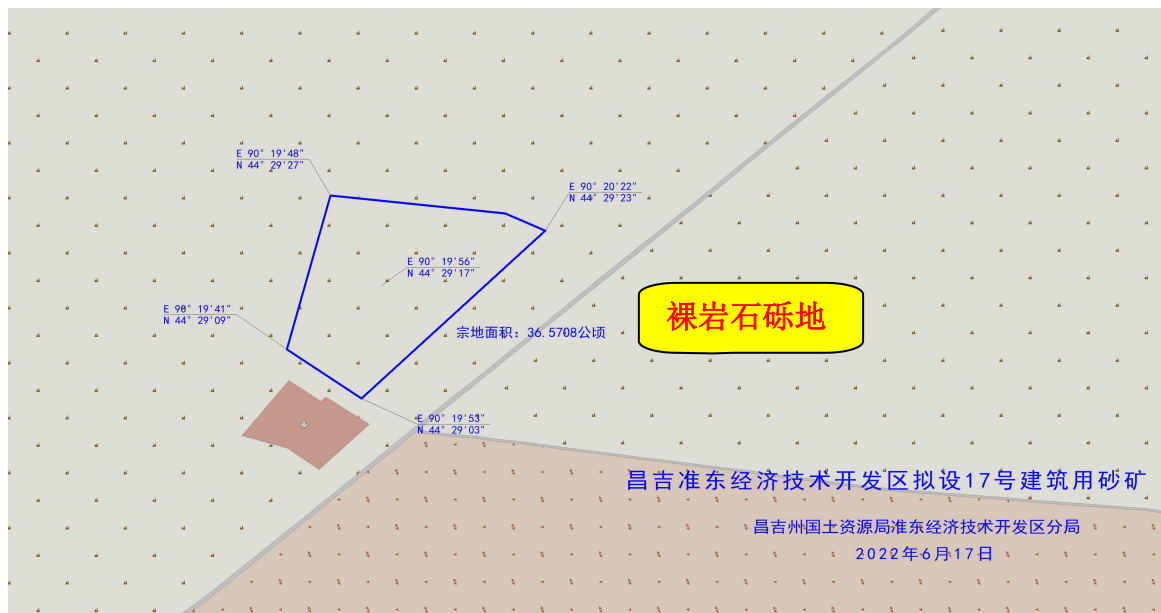 E 90° 19'48"
N 44° 29'27"
E 90° 20'22"
N 44° 29'23"
E 90° 19'56"
N 44° 29'17"
E 90° 19'41"
N 44° 29'09"
宗地面积：36.5708公顷
裸岩石砾地
E 90° 19'53"
N 44° 29'03"
昌吉准东经济技术开发区拟设17号建筑用砂矿
昌吉州国土资源局准东经济技术开发区分局
2022年6月17日